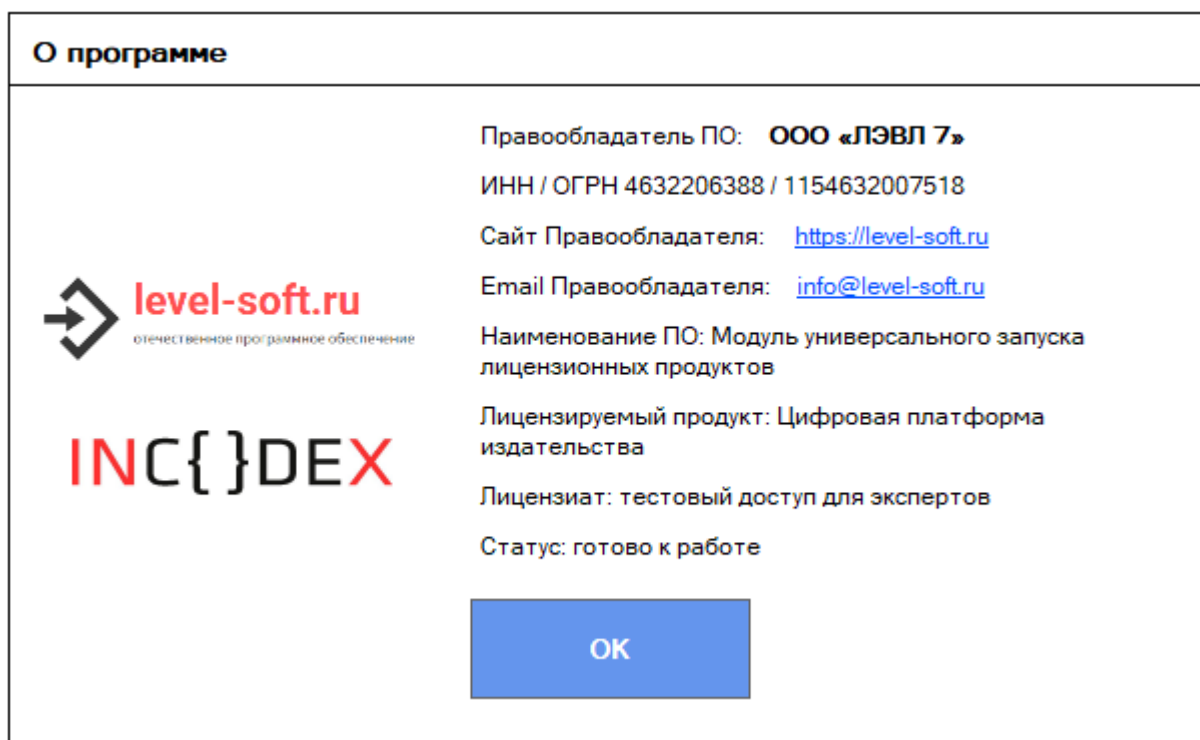 О программе
Правообладатель ПО: ООО «ЛЭВЛ 7»
ИНН / ОГРН 4632206388 / 1154632007518
Сайт Правообладателя: https://level-soft.ru
Email Правообладателя: info@level-soft.ru
level-soft.ru
отечественное программное обеспечение
Наименование ПО: Модуль универсального запуска
лицензионных продуктов
Лицензируемый продукт: Цифровая платформа
издательства
INC{ }DEX
Лицензиат: тестовый доступ для экспертов
Статус: готово к работе
ОК